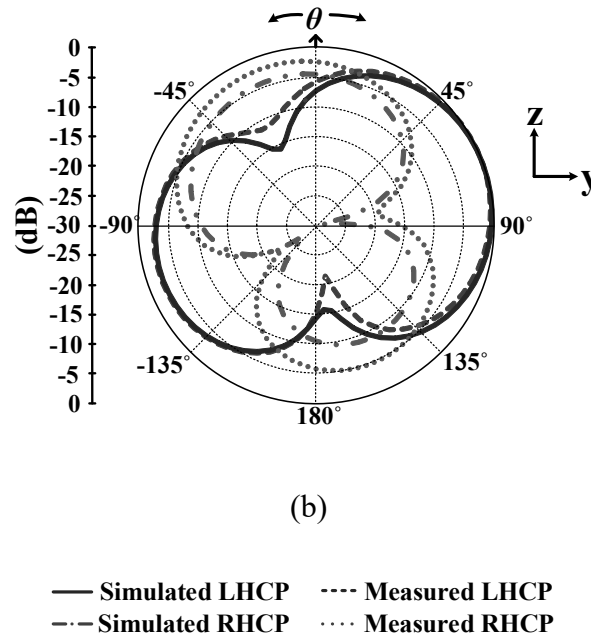 θ
0
-5
-10
-15
-20
-25
-30
-25
-20
-15
-10
-5
0
(dB)
-45°
45°
-90°
90°
-135°
135°
180°
z
y
(b)
Simulated LHCP
Measured LHCP
Simulated RHCP
Measured RHCP